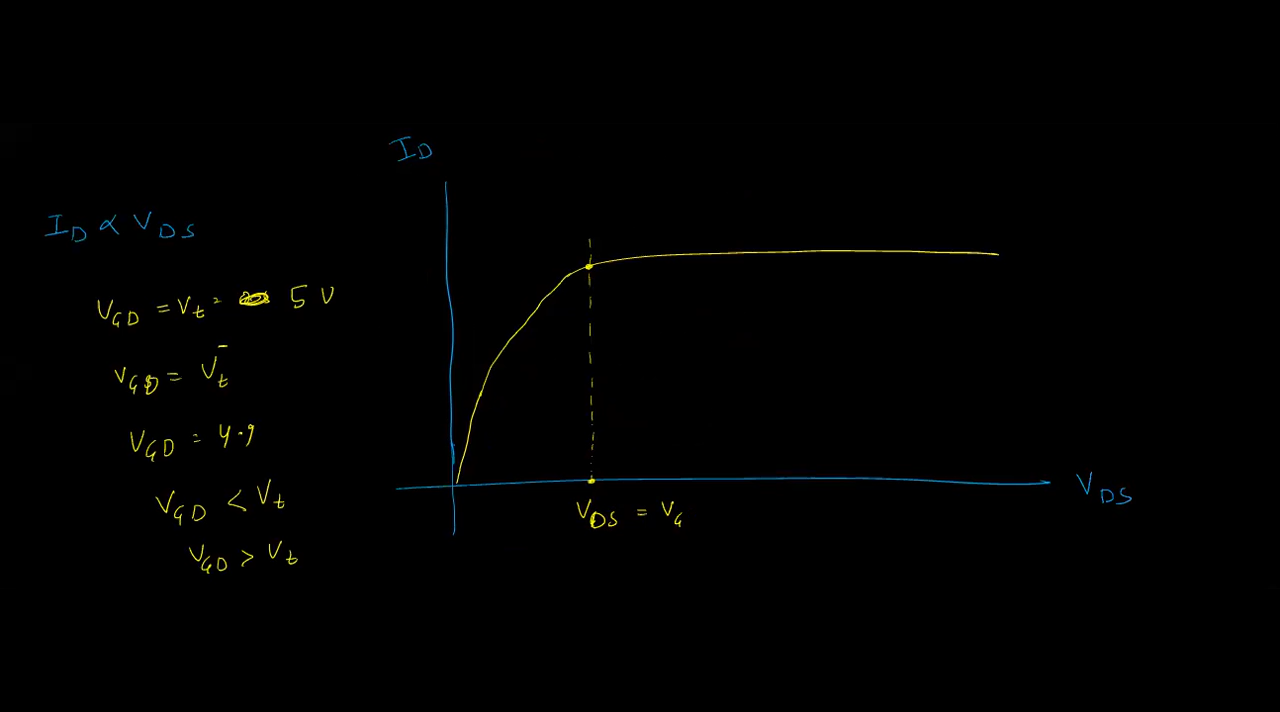 I_D
I_D ∝ V_DS
V_GD = V_t = 5 V
V_GD = V_t^-
V_GD = 4.9
V_GD < V_t
V_GD > V_t
V_DS
V_DS = V_G